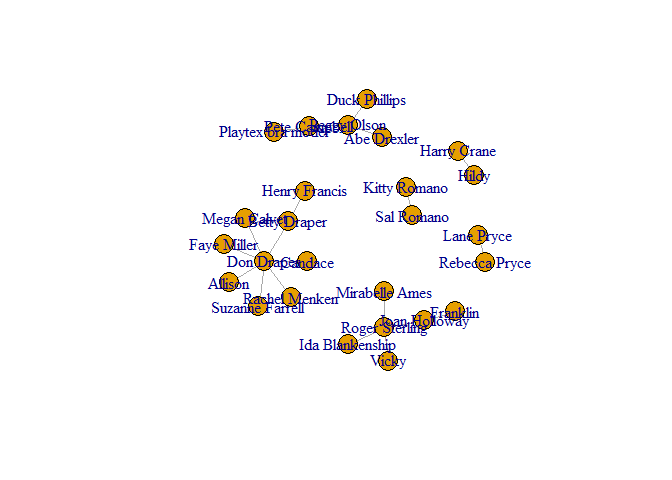 Duck Phillips
Playtex bra model
Pete Campbell
Peggy Olson
Abe Drexler
Harry Crane
Hildy
Henry Francis
Kitty Romano
Megan Calvet
Betty Draper
Sal Romano
Faye Miller
Lane Pryce
Don Draper
Candace
Rebecca Pryce
Allison
Rachel Menken
Mirabelle Ames
Suzanne Farrell
Joan Holloway
Franklin
Roger Sterling
Ida Blankenship
Vicky